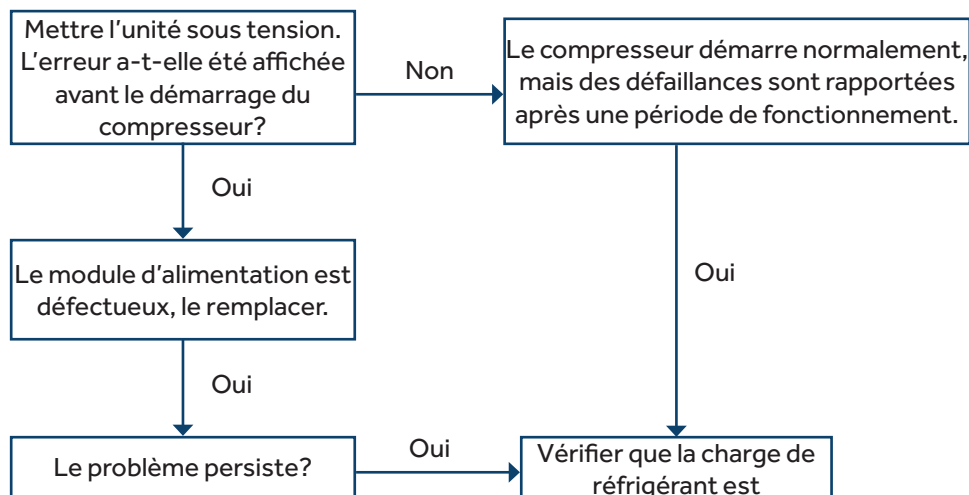 Mettre l'unité sous tension.
L'erreur a-t-elle été affichée
avant le démarrage du
compresseur?
Non
Le compresseur démarre normalement,
mais des défaillances sont rapportées
après une période de fonctionnement.
Oui
Le module d'alimentation est
défectueux, le remplacer.
Oui
Oui
Le problème persiste?
Oui
Vérifier que la charge de
réfrigérant est